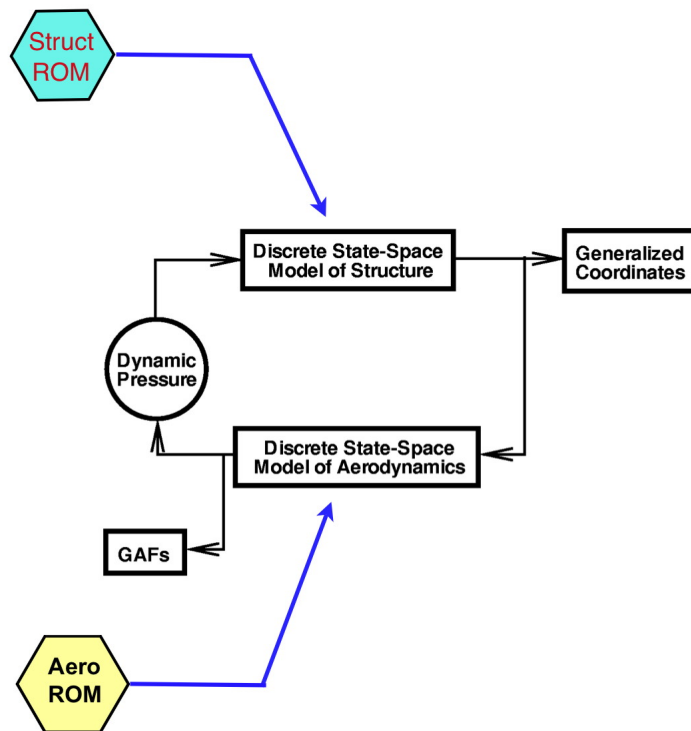 Struct
ROM
Discrete State-Space
Model of Structure
Generalized
Coordinates
Dynamic
Pressure
Discrete State-Space
Model of Aerodynamics
GAFs
Aero
ROM